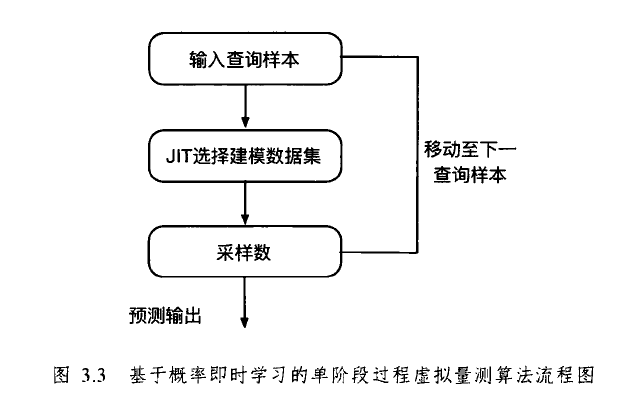 输入查询样本
JIT选择建模数据集
移动至下一
查询样本
采样数
预测输出
图 3.3 基于概率即时学习的单阶段过程虚拟量测算法流程图